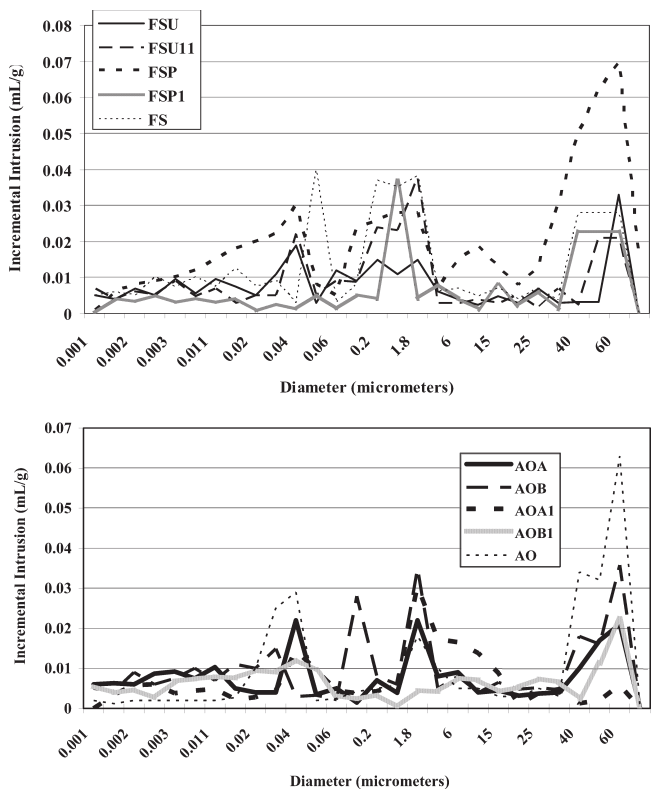 0.08
0.07
0.06
0.05
0.04
0.03
0.02
0.01
0
Incremental Intrusion (mL/g)
FSU
FSU11
FSP
FSP1
FS
0.001 0.002 0.003 0.011 0.02 0.04 0.06 0.2 1.8 6 15 25 40 60
Diameter (micrometers)
0.07
0.06
0.05
0.04
0.03
0.02
0.01
0
Incremental Intrusion (mL/g)
AOA
AOB
AOA1
AOB1
AO
0.001 0.002 0.003 0.011 0.02 0.04 0.06 0.2 1.8 6 15 25 40 60
Diameter (micrometers)